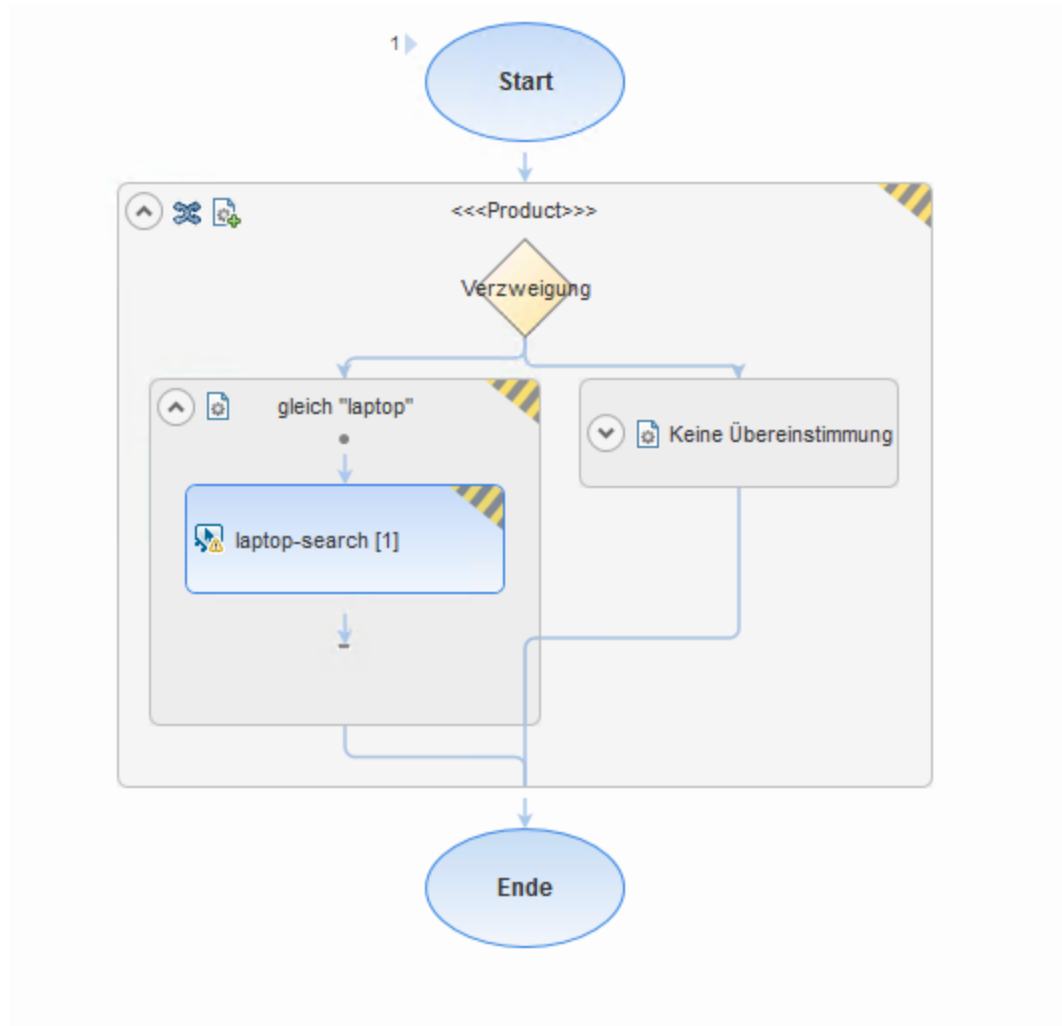 1
Start
<<<Product>>>
Verzweigung
gleich "laptop"
Keine Übereinstimmung
laptop-search [1]
Ende